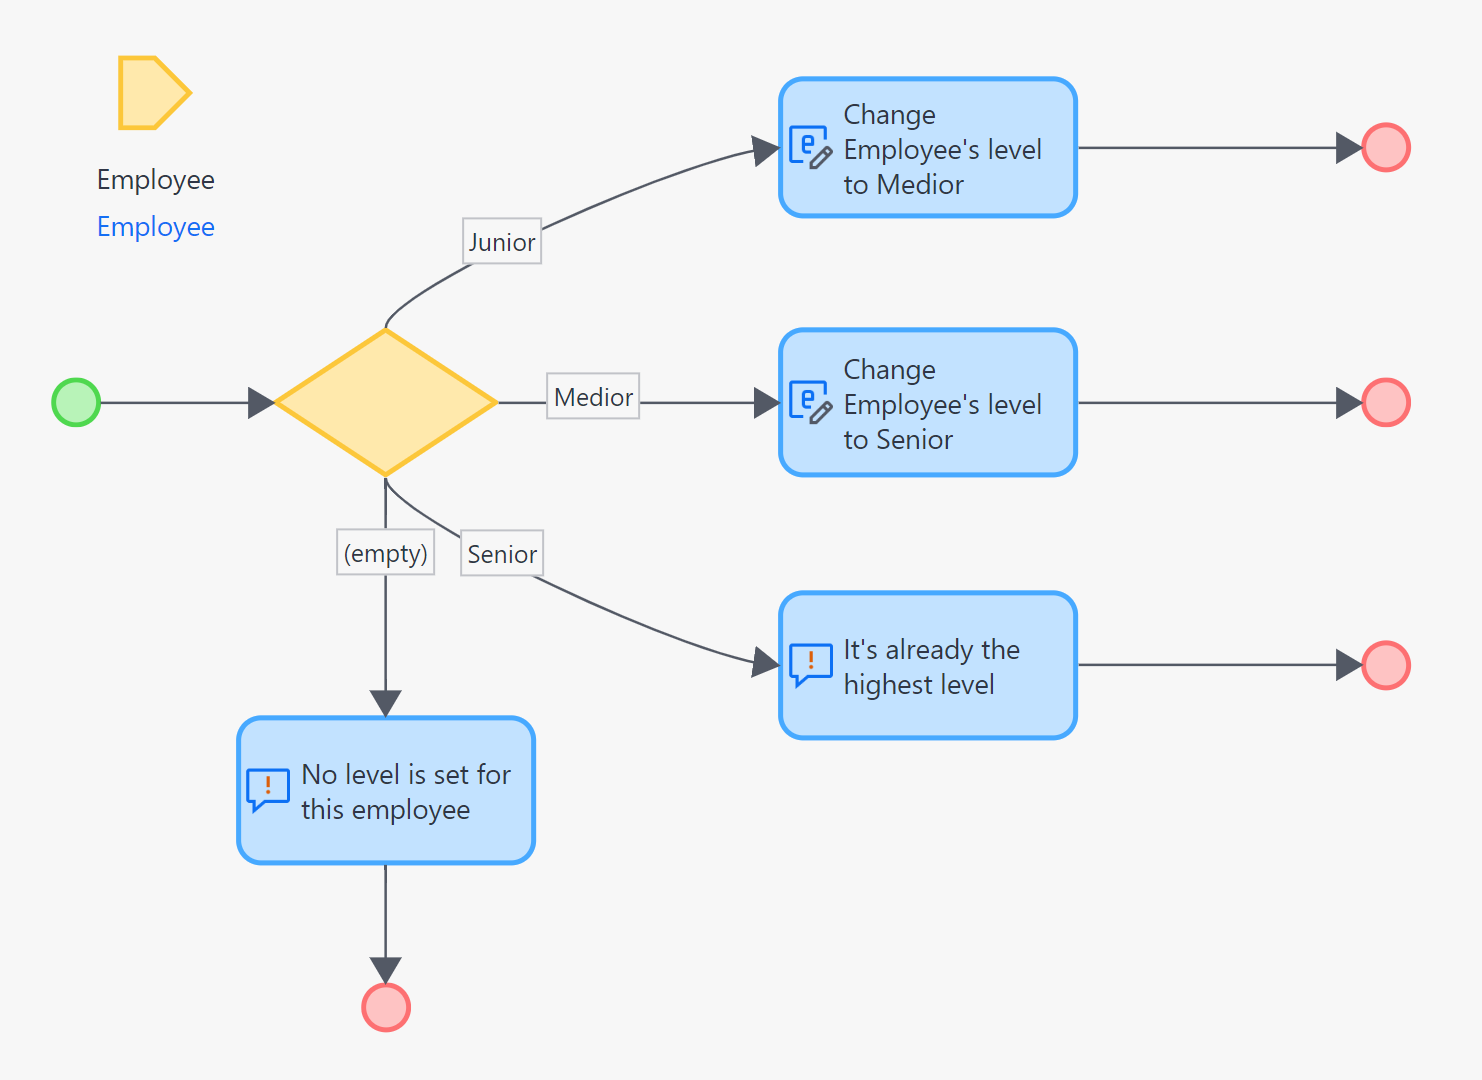 Employee
Employee
Junior
Change
Employee's level
to Medior
Medior
Change
Employee's level
to Senior
(empty)
Senior
It's already the
highest level
No level is set for
this employee